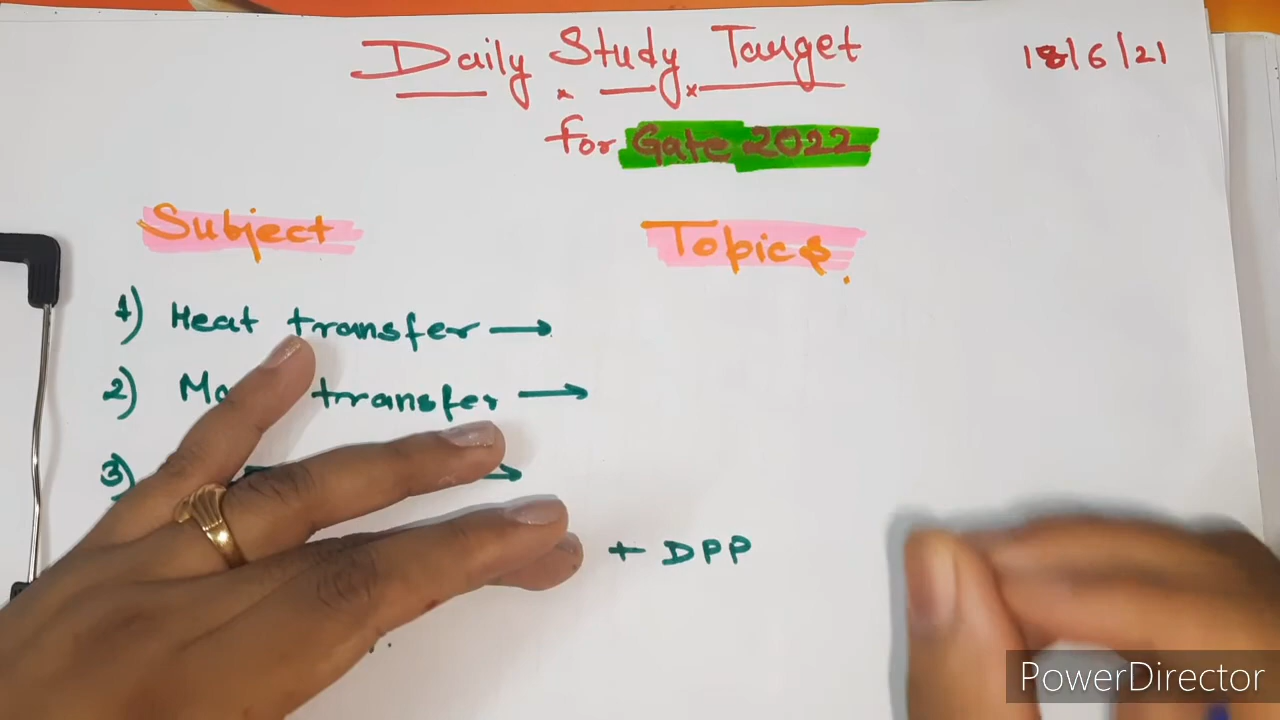 Daily Study Target 18/6/21
for Gate 2022
Subject Topics.
1) Heat transfer →
2) transfer →
3) →
+ DPP
PowerDirector